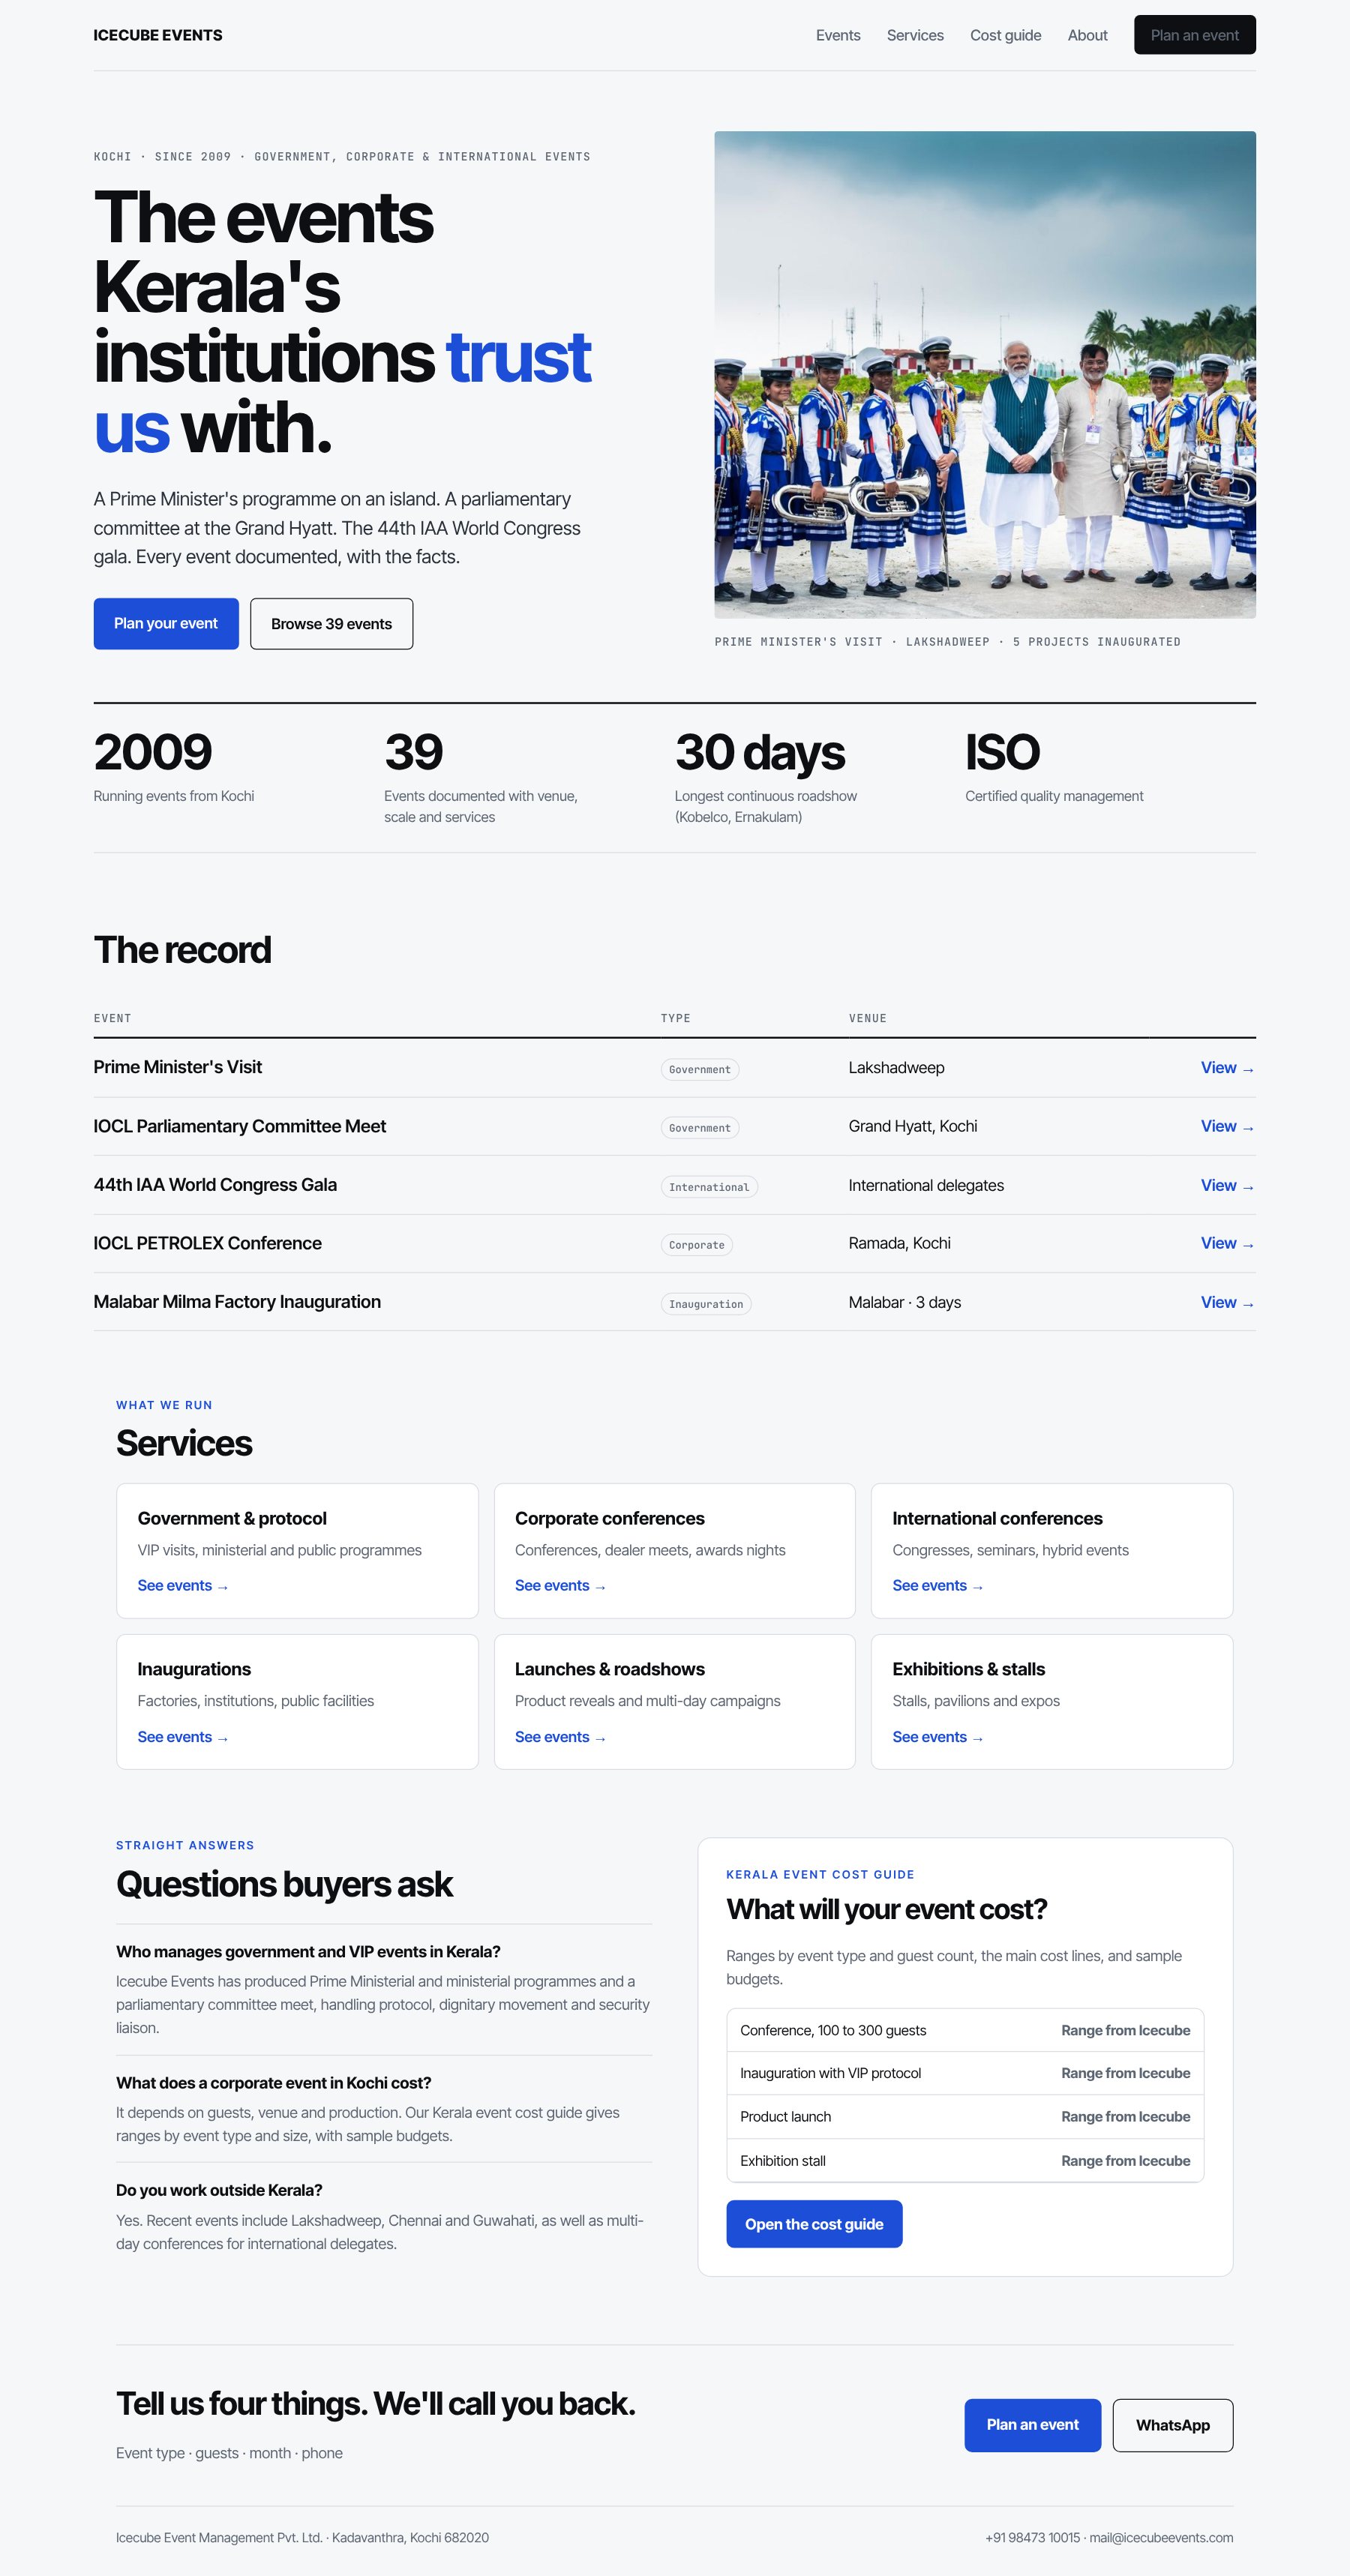 ICECUBE EVENTS
Events Services Cost guide About Plan an event
KOCHI · SINCE 2009 · GOVERNMENT, CORPORATE & INTERNATIONAL EVENTS
The events
Kerala's
institutions trust
us with.
A Prime Minister's programme on an island. A parliamentary
committee at the Grand Hyatt. The 44th IAA World Congress
gala. Every event documented, with the facts.
Plan your event Browse 39 events
PRIME MINISTER'S VISIT · LAKSHADWEEP · 5 PROJECTS INAUGURATED
2009
Running events from Kochi
39
Events documented with venue,
scale and services
30 days
Longest continuous roadshow
(Kobelco, Ernakulam)
ISO
Certified quality management
The record
EVENT TYPE VENUE
Prime Minister's Visit Government Lakshadweep View →
IOCL Parliamentary Committee Meet Government Grand Hyatt, Kochi View →
44th IAA World Congress Gala International International delegates View →
IOCL PETROLEX Conference Corporate Ramada, Kochi View →
Malabar Milma Factory Inauguration Inauguration Malabar · 3 days View →
WHAT WE RUN
Services
Government & protocol
VIP visits, ministerial and public programmes
See events →
Corporate conferences
Conferences, dealer meets, awards nights
See events →
International conferences
Congresses, seminars, hybrid events
See events →
Inaugurations
Factories, institutions, public facilities
See events →
Launches & roadshows
Product reveals and multi-day campaigns
See events →
Exhibitions & stalls
Stalls, pavilions and expos
See events →
STRAIGHT ANSWERS
Questions buyers ask
Who manages government and VIP events in Kerala?
Icecube Events has produced Prime Ministerial and ministerial programmes and a
parliamentary committee meet, handling protocol, dignitary movement and security
liaison.
What does a corporate event in Kochi cost?
It depends on guests, venue and production. Our Kerala event cost guide gives
ranges by event type and size, with sample budgets.
Do you work outside Kerala?
Yes. Recent events include Lakshadweep, Chennai and Guwahati, as well as multi-
day conferences for international delegates.
KERALA EVENT COST GUIDE
What will your event cost?
Ranges by event type and guest count, the main cost lines, and sample
budgets.
Conference, 100 to 300 guests Range from Icecube
Inauguration with VIP protocol Range from Icecube
Product launch Range from Icecube
Exhibition stall Range from Icecube
Open the cost guide
Tell us four things. We'll call you back.
Event type · guests · month · phone
Plan an event WhatsApp
Icecube Event Management Pvt. Ltd. · Kadavanthra, Kochi 682020
+91 98473 10015 · mail@icecubeevents.com